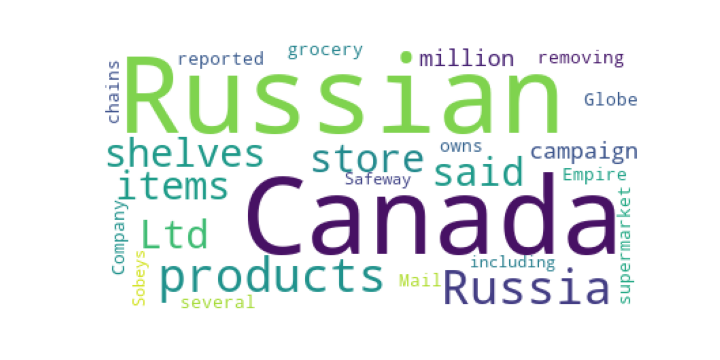 grocery
reported
million
removing
chains
Russian
Globe
shelves
store
owns
campaign
items
Safeway
said
Empire
Company
Ltd
Canada
supermarket
Sobeys
products
including
Russia
Mail
several